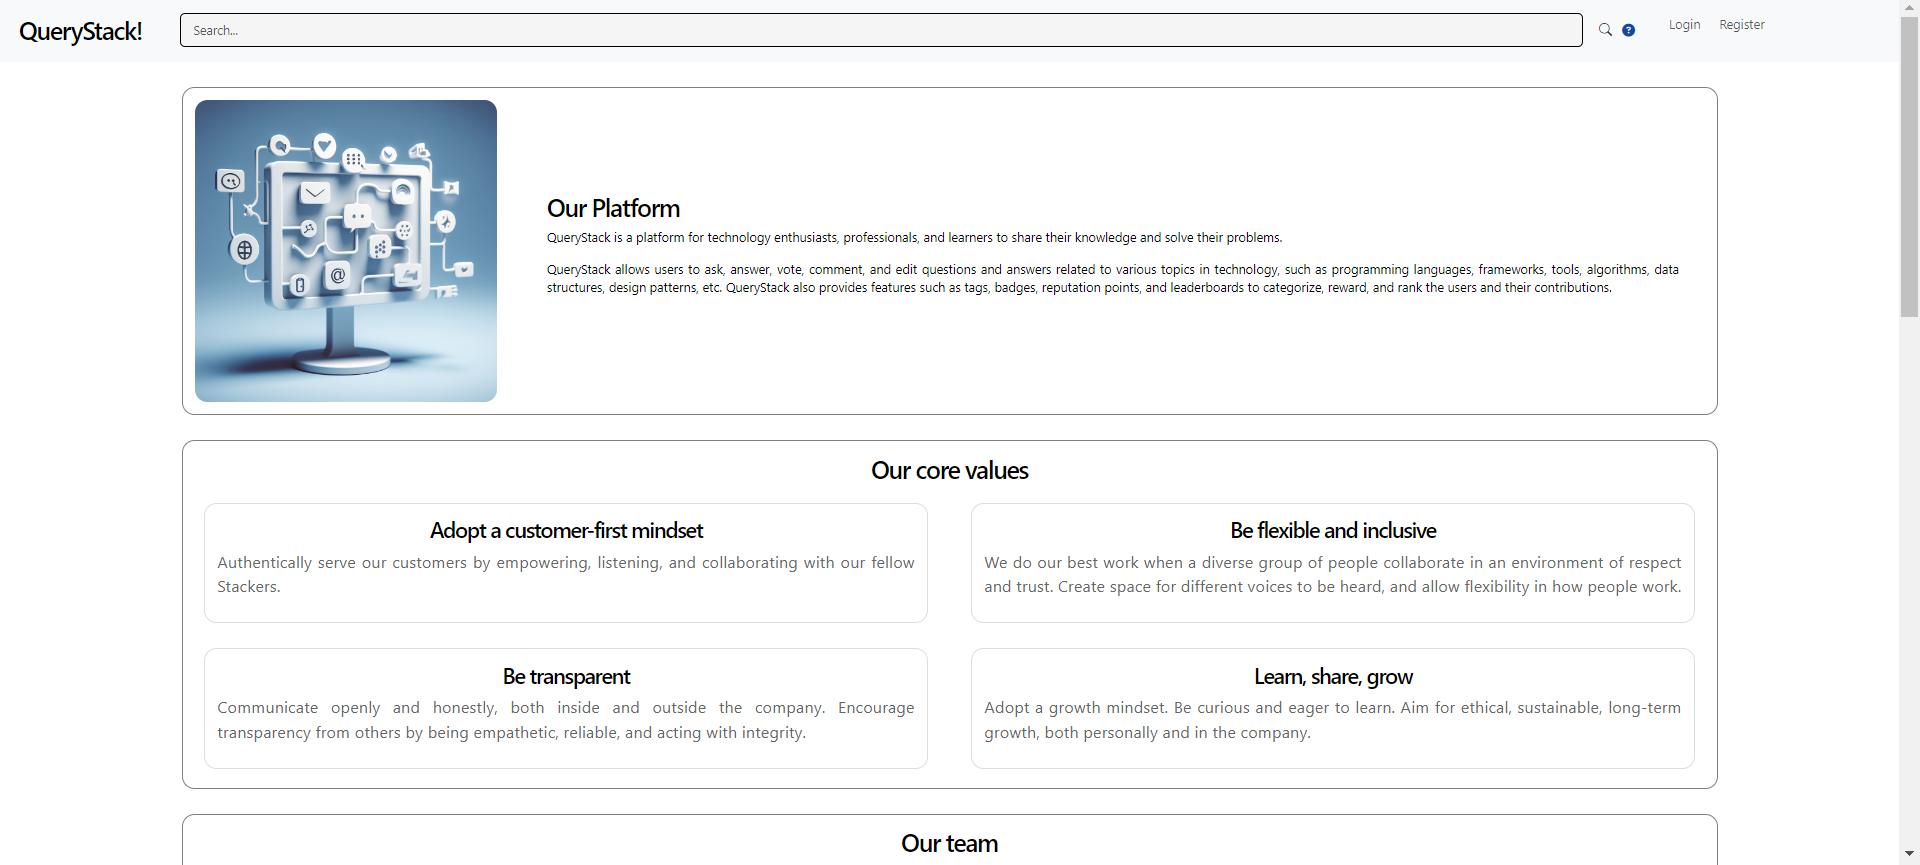 QueryStack!
Search...
?
Login
Register
@
Our Platform
QueryStack is a platform for technology enthusiasts, professionals, and learners to share their knowledge and solve their problems.
QueryStack allows users to ask, answer, vote, comment, and edit questions and answers related to various topics in technology, such as programming languages, frameworks, tools, algorithms, data
structures, design patterns, etc. QueryStack also provides features such as tags, badges, reputation points, and leaderboards to categorize, reward, and rank the users and their contributions.
Our core values
Adopt a customer-first mindset
Authentically serve our customers by empowering, listening, and collaborating with our fellow
Stackers.
Be flexible and inclusive
We do our best work when a diverse group of people collaborate in an environment of respect
and trust. Create space for different voices to be heard, and allow flexibility in how people work.
Be transparent
Communicate openly and honestly, both inside and outside the company. Encourage
transparency from others by being empathetic, reliable, and acting with integrity.
Learn, share, grow
Adopt a growth mindset. Be curious and eager to learn. Aim for ethical, sustainable, long-term
growth, both personally and in the company.
Our team